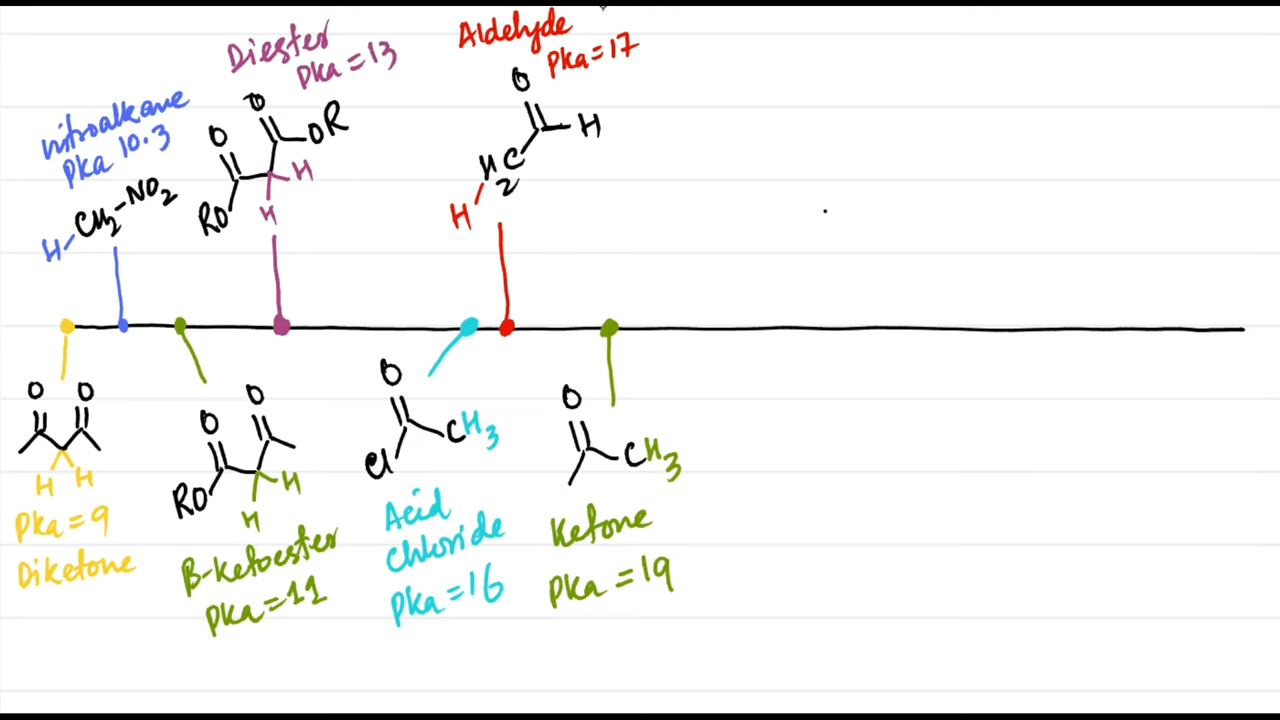 Diester
Pka = 13
Aldehyde
Pka = 17
nitroalkane
Pka 10.3
H CH2-NO2
O
O
OR
H
H
RO
O
H
H2C
H
O
O
H
H
Pka = 9
Diketone
O
O
RO
H
H
β-Ketoester
Pka = 11
O
CH3
Cl
Acid
chloride
Pka = 16
O
CH3
Ketone
Pka = 19